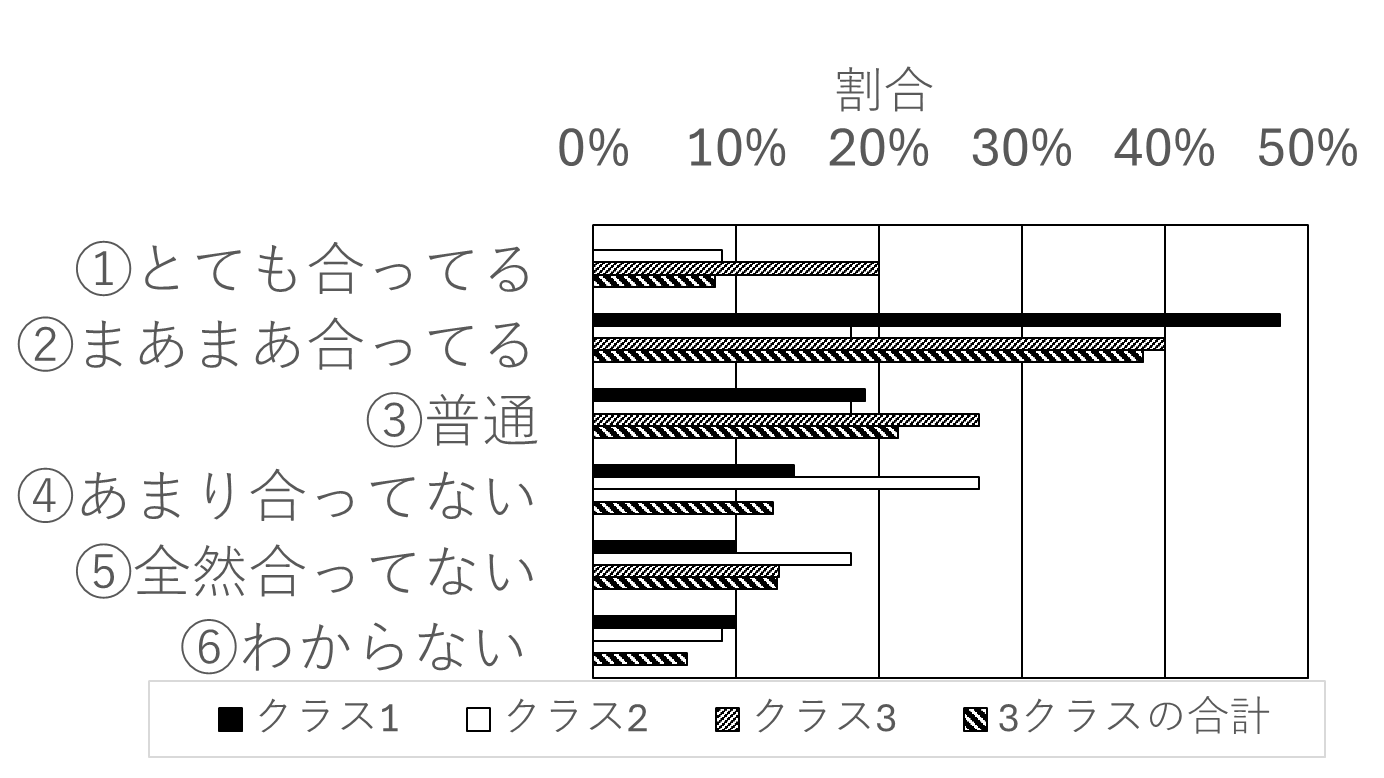 割合
0% 10% 20% 30% 40% 50%
①とても合ってる
②まあまあ合ってる
③普通
④あまり合ってない
⑤全然合ってない
⑥わからない
クラス1 クラス2 クラス3 3クラスの合計